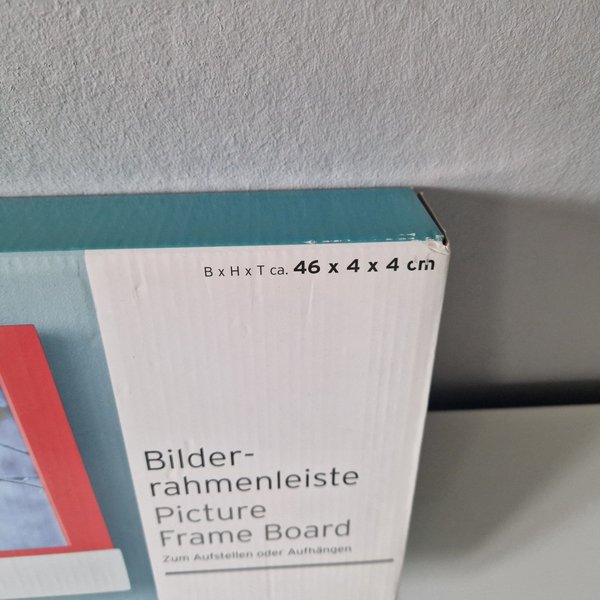 B x H x T ca. 46 x 4 x 4 cm
Bilder-
rahmenleiste
Picture
Frame Board
Zum Aufstellen oder Aufhängen